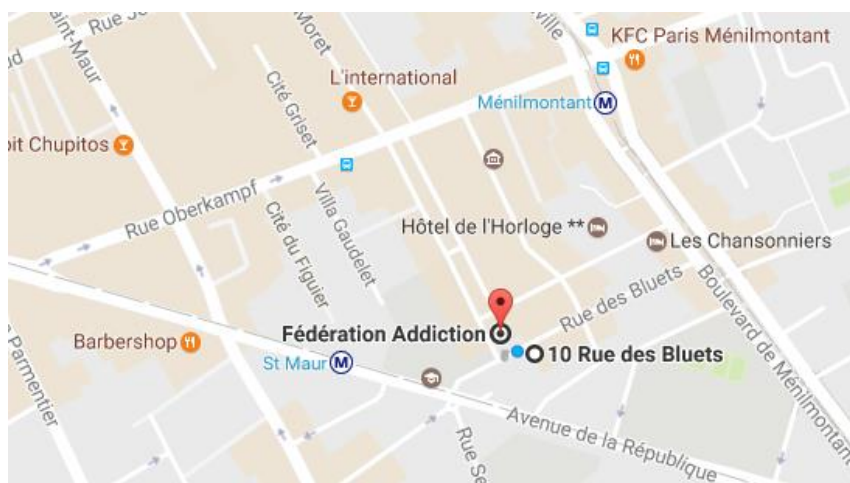 Rue Je
Saint-Maur
Moret
ville
KFC Paris Ménilmontant
L'international
Cité Griset
Ménilmontant
M
oit Chupitos
Rue Oberkampf
Villa Gaudelet
Cité du Figuier
Hôtel de l'Horloge **
Les Chansonniers
Rue des Bluets
Boulevard de Ménilmontant
Fédération Addiction
10 Rue des Bluets
Barbershop
St Maur
M
Parmentier
Avenue de la République
Rue Se